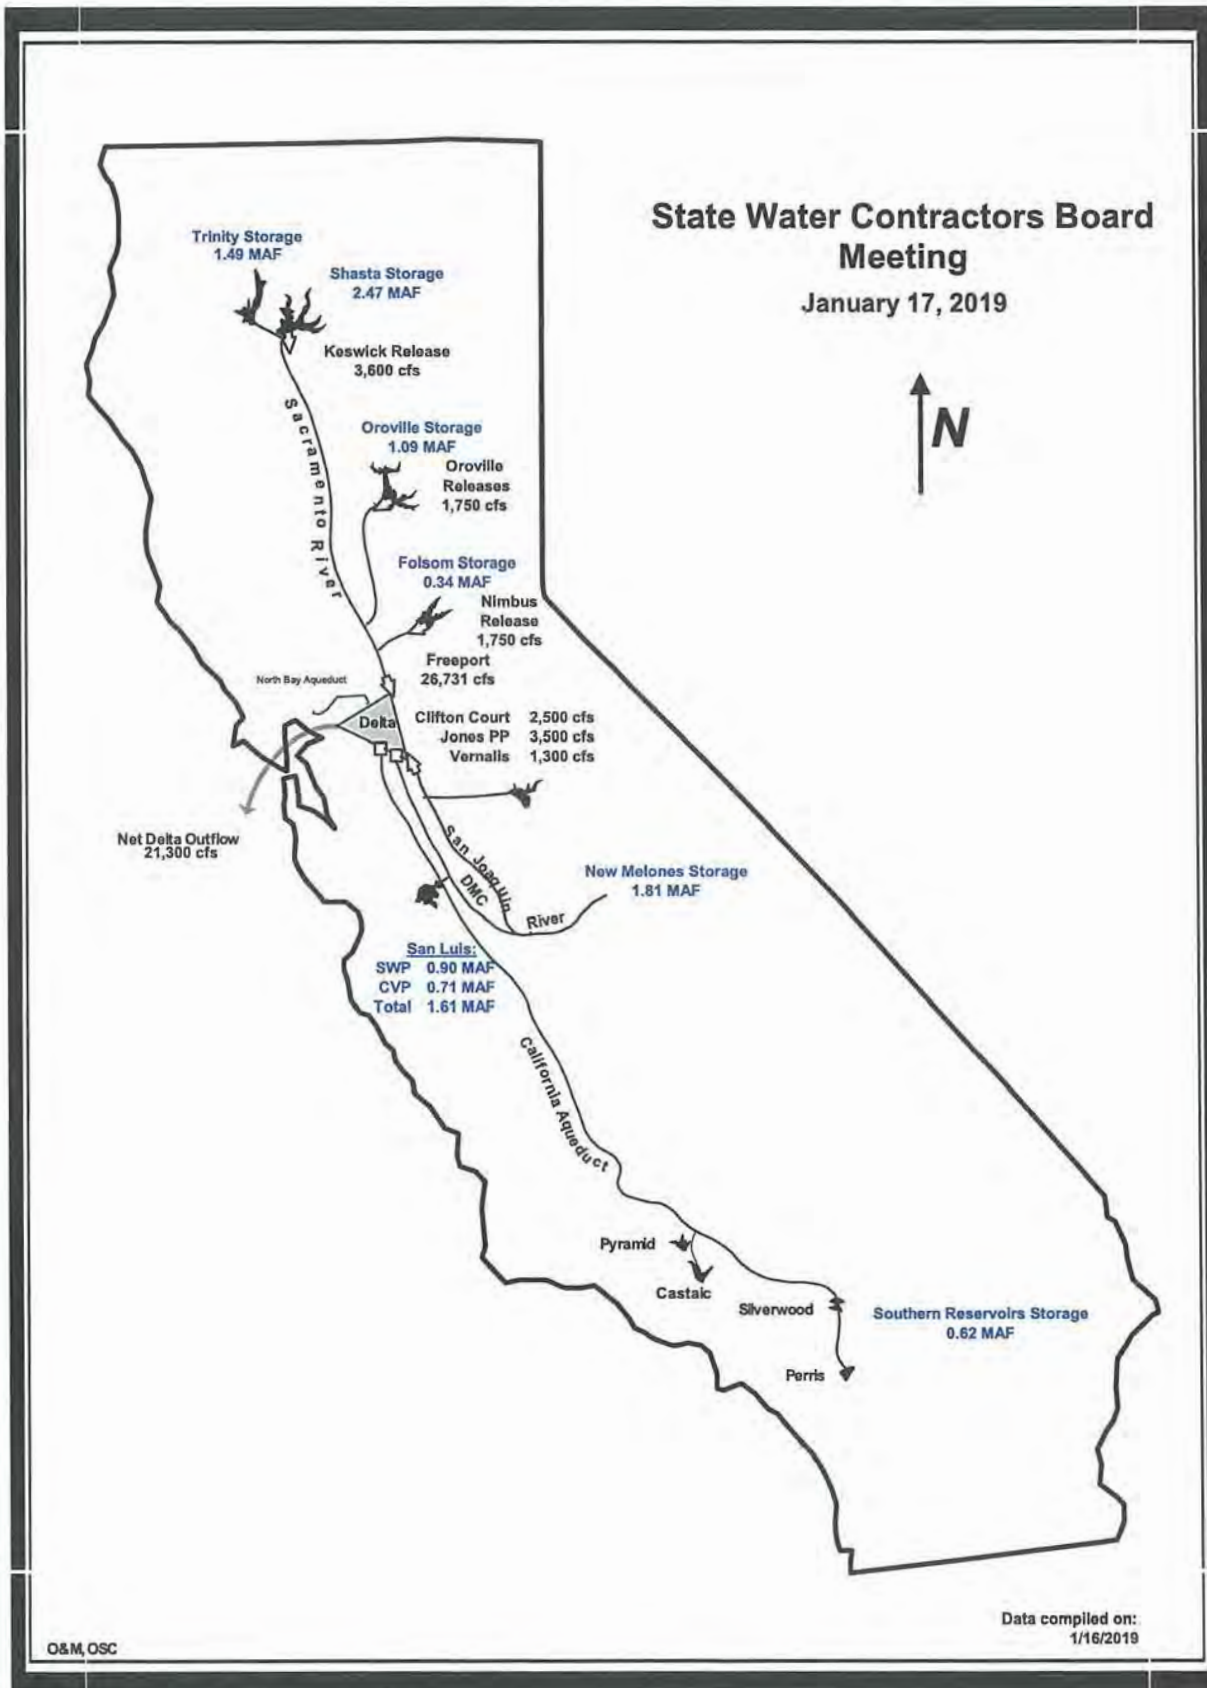 State Water Contractors Board
Meeting
January 17, 2019
N
Trinity Storage
1.49 MAF
Shasta Storage
2.47 MAF
Keswick Release
3,600 cfs
Sacramento River
Oroville Storage
1.09 MAF
Oroville
Releases
1,750 cfs
Folsom Storage
0.34 MAF
Nimbus
Release
1,750 cfs
Freeport
26,731 cfs
North Bay Aqueduct
Delta
Clifton Court 2,500 cfs
Jones PP 3,500 cfs
Vernalis 1,300 cfs
Net Delta Outflow
21,300 cfs
San Joaquin
River
DMC
New Melones Storage
1.81 MAF
San Luis:
SWP 0.90 MAF
CVP 0.71 MAF
Total 1.61 MAF
California Aqueduct
Pyramid
Castaic
Silverwood
Southern Reservoirs Storage
0.62 MAF
Perris
Data compiled on:
1/16/2019
O&M, OSC